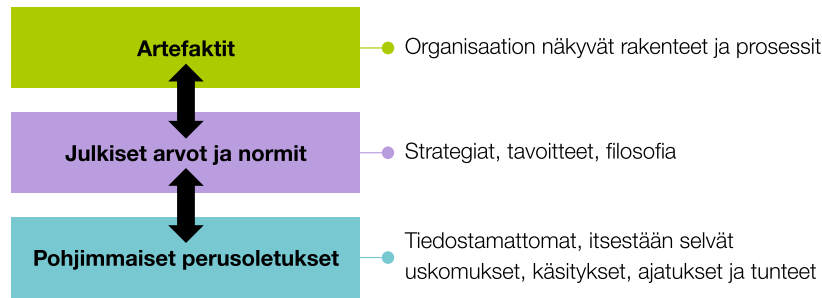 Artefaktit
Organisaation näkyvät rakenteet ja prosessit
Julkiset arvot ja normit
Strategiat, tavoitteet, filosofia
Pohjimmaiset perusoletukset
Tiedostamattomat, itsestään selvät
uskomukset, käsitykset, ajatukset ja tunteet